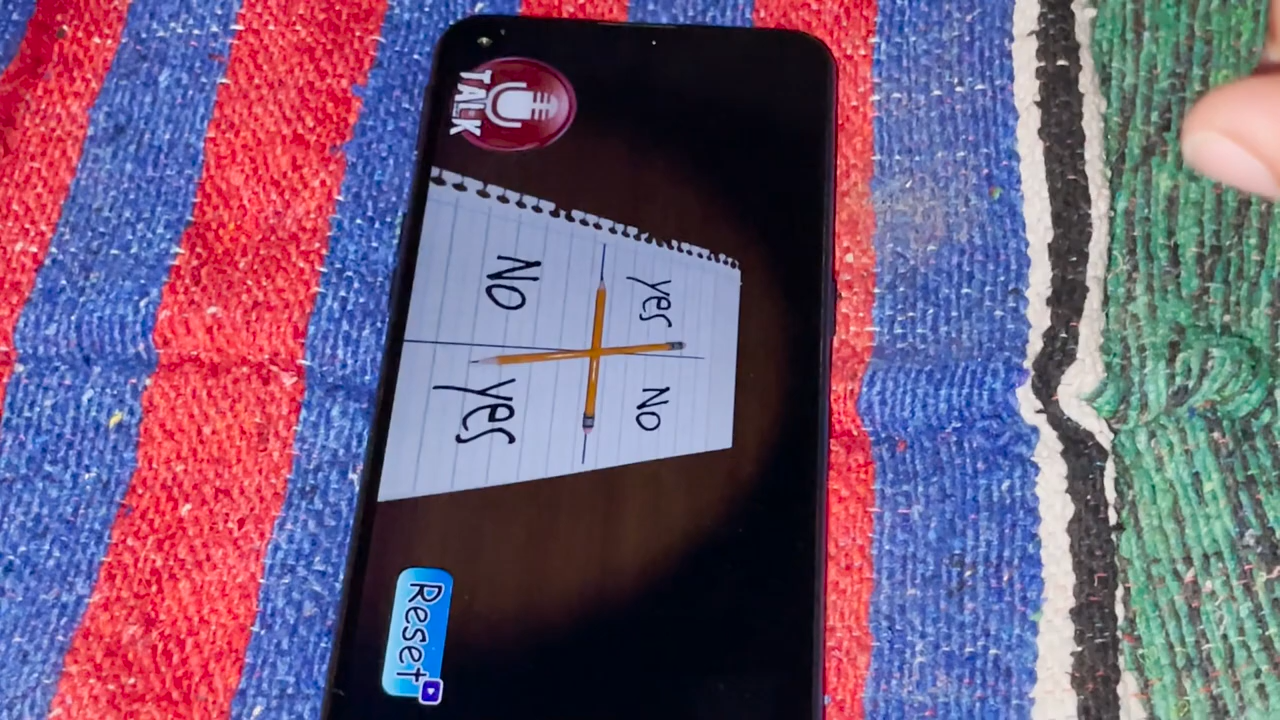 yes No
No yes
TALK
Reset